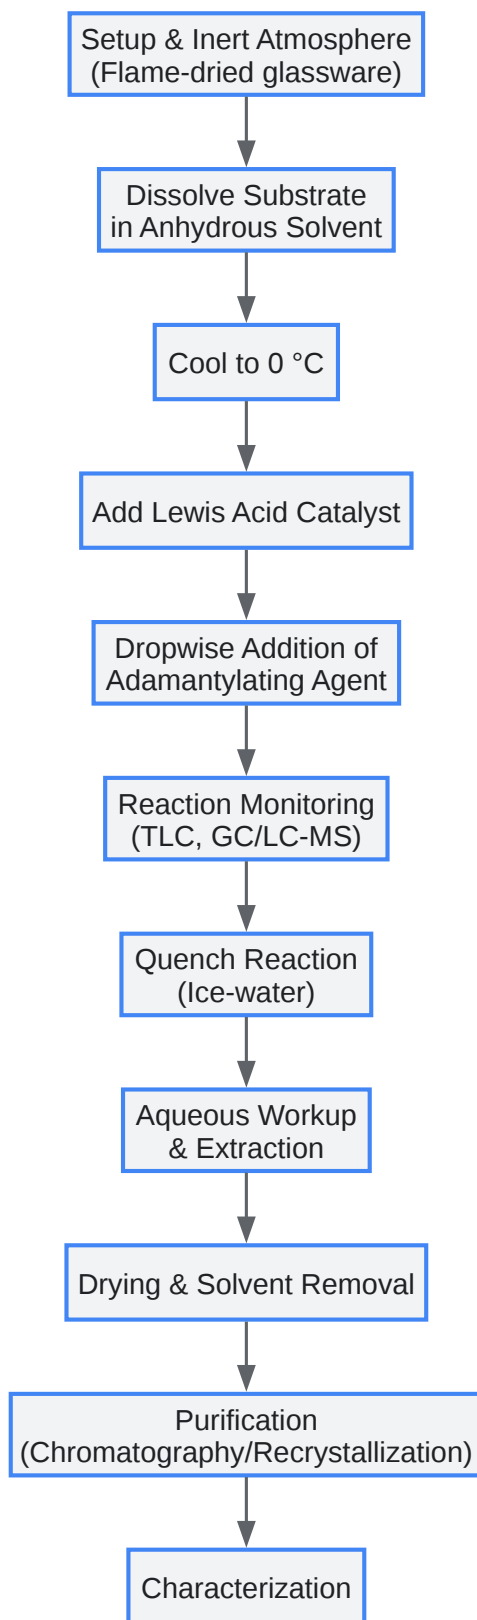 Setup & Inert Atmosphere
(Flame-dried glassware)
Dissolve Substrate
in Anhydrous Solvent
Cool to 0 °C
Add Lewis Acid Catalyst
Dropwise Addition of
Adamantylating Agent
Reaction Monitoring
(TLC, GC/LC-MS)
Quench Reaction
(Ice-water)
Aqueous Workup
& Extraction
Drying & Solvent Removal
Purification
(Chromatography/Recrystallization)
Characterization